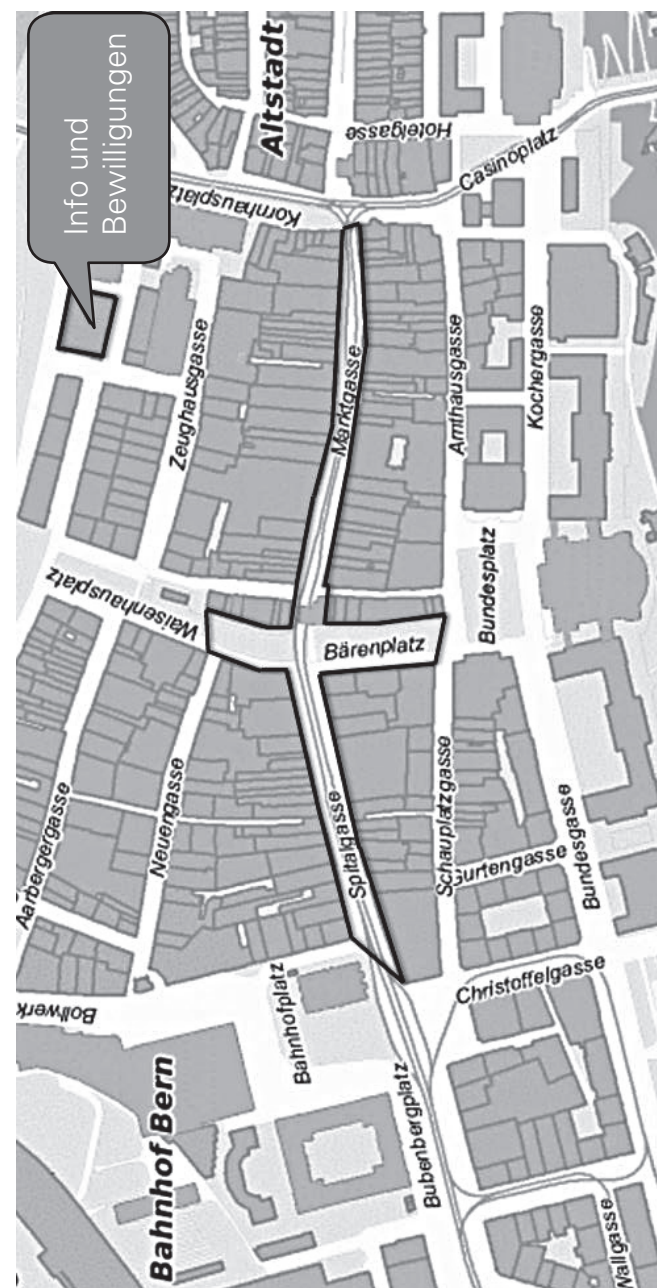 Info und
Bewilligungen
Altstadt
Hotelgasse
Kornhausplatz
Casinoplatz
Zeughausgasse
Marktgasse
Amthausgasse
Kochergasse
Waisenhausplatz
Bärenplatz
Bundesplatz
Aarbergergasse
Neuengasse
Spitalgasse
Schauplatzgasse
Gurtengasse
Bundesgasse
Bollwerk
Bahnhofplatz
Christoffelgasse
Bahnhof Bern
Bubenbergplatz
Wallgasse